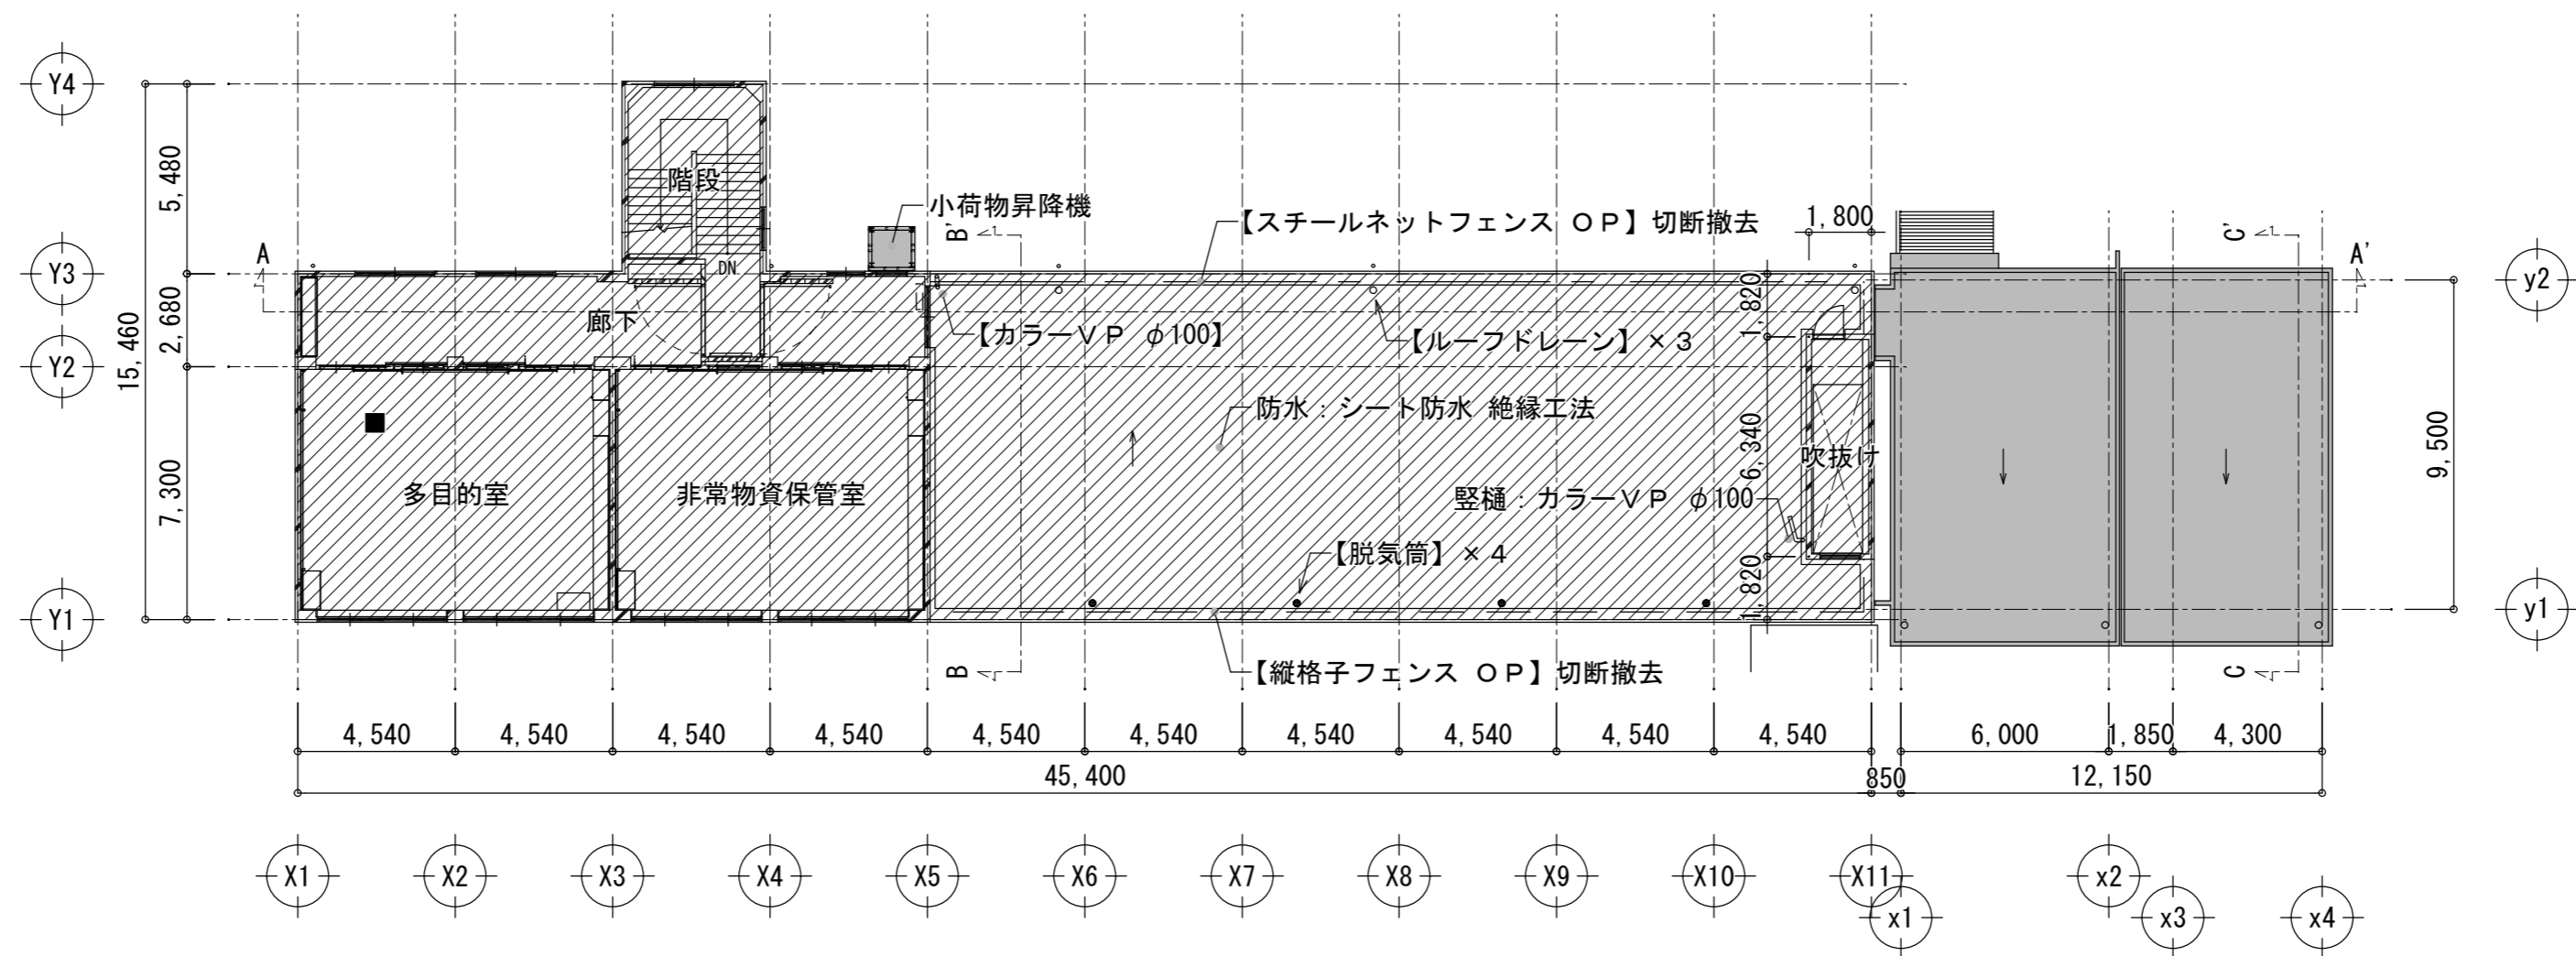 Y4
Y3
Y2
Y1
15,460
5,480
2,680
7,300
階段
DN
小荷物昇降機
B'
【スチールネットフェンス ＯＰ】切断撤去
1,800
C'
A
A'
y2
廊下
【カラーＶＰ φ100】
【ルーフドレーン】×３
1,820
防水：シート防水 絶縁工法
6,340
吹抜け
9,500
多目的室
非常物資保管室
竪樋：カラーＶＰ φ100
【脱気筒】×４
1,820
y1
B
【縦格子フェンス ＯＰ】切断撤去
C
4,540 4,540 4,540 4,540 4,540 4,540 4,540 4,540 4,540 4,540 6,000 1,850 4,300
45,400 850 12,150
X1 X2 X3 X4 X5 X6 X7 X8 X9 X10 X11 x2
x1 x3 x4